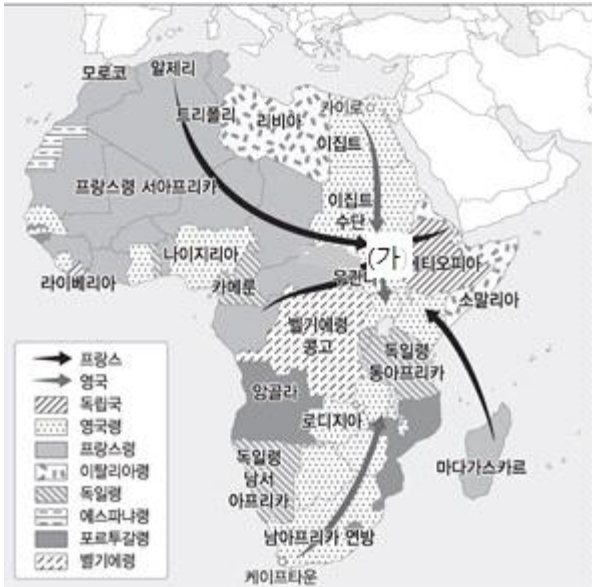 모로코
알제리
트리폴리
리비아
카이로
이집트
프랑스령 서아프리카
이집트
수단
(가)
나이지리아
라이베리아
카메룬
소말리아
벨기에령
콩고
독일령
동아프리카
앙골라
로디지아
독일령
남서
아프리카
마다가스카르
남아프리카 연방
케이프타운
프랑스
영국
독립국
영국령
프랑스령
이탈리아령
독일령
에스파냐령
포르투갈령
벨기에령